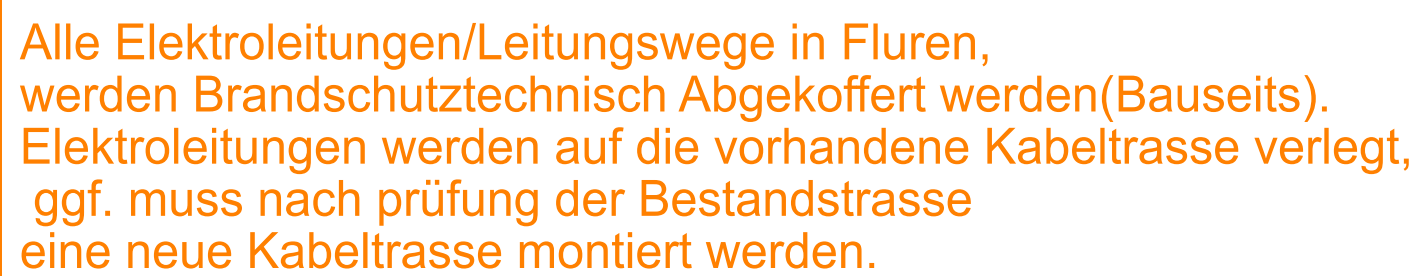 Alle Elektroleitungen/Leitungswege in Fluren,
werden Brandschutztechnisch Abgekoffert werden(Bauseits).
Elektroleitungen werden auf die vorhandene Kabeltrasse verlegt,
ggf. muss nach prüfung der Bestandstrasse
eine neue Kabeltrasse montiert werden.